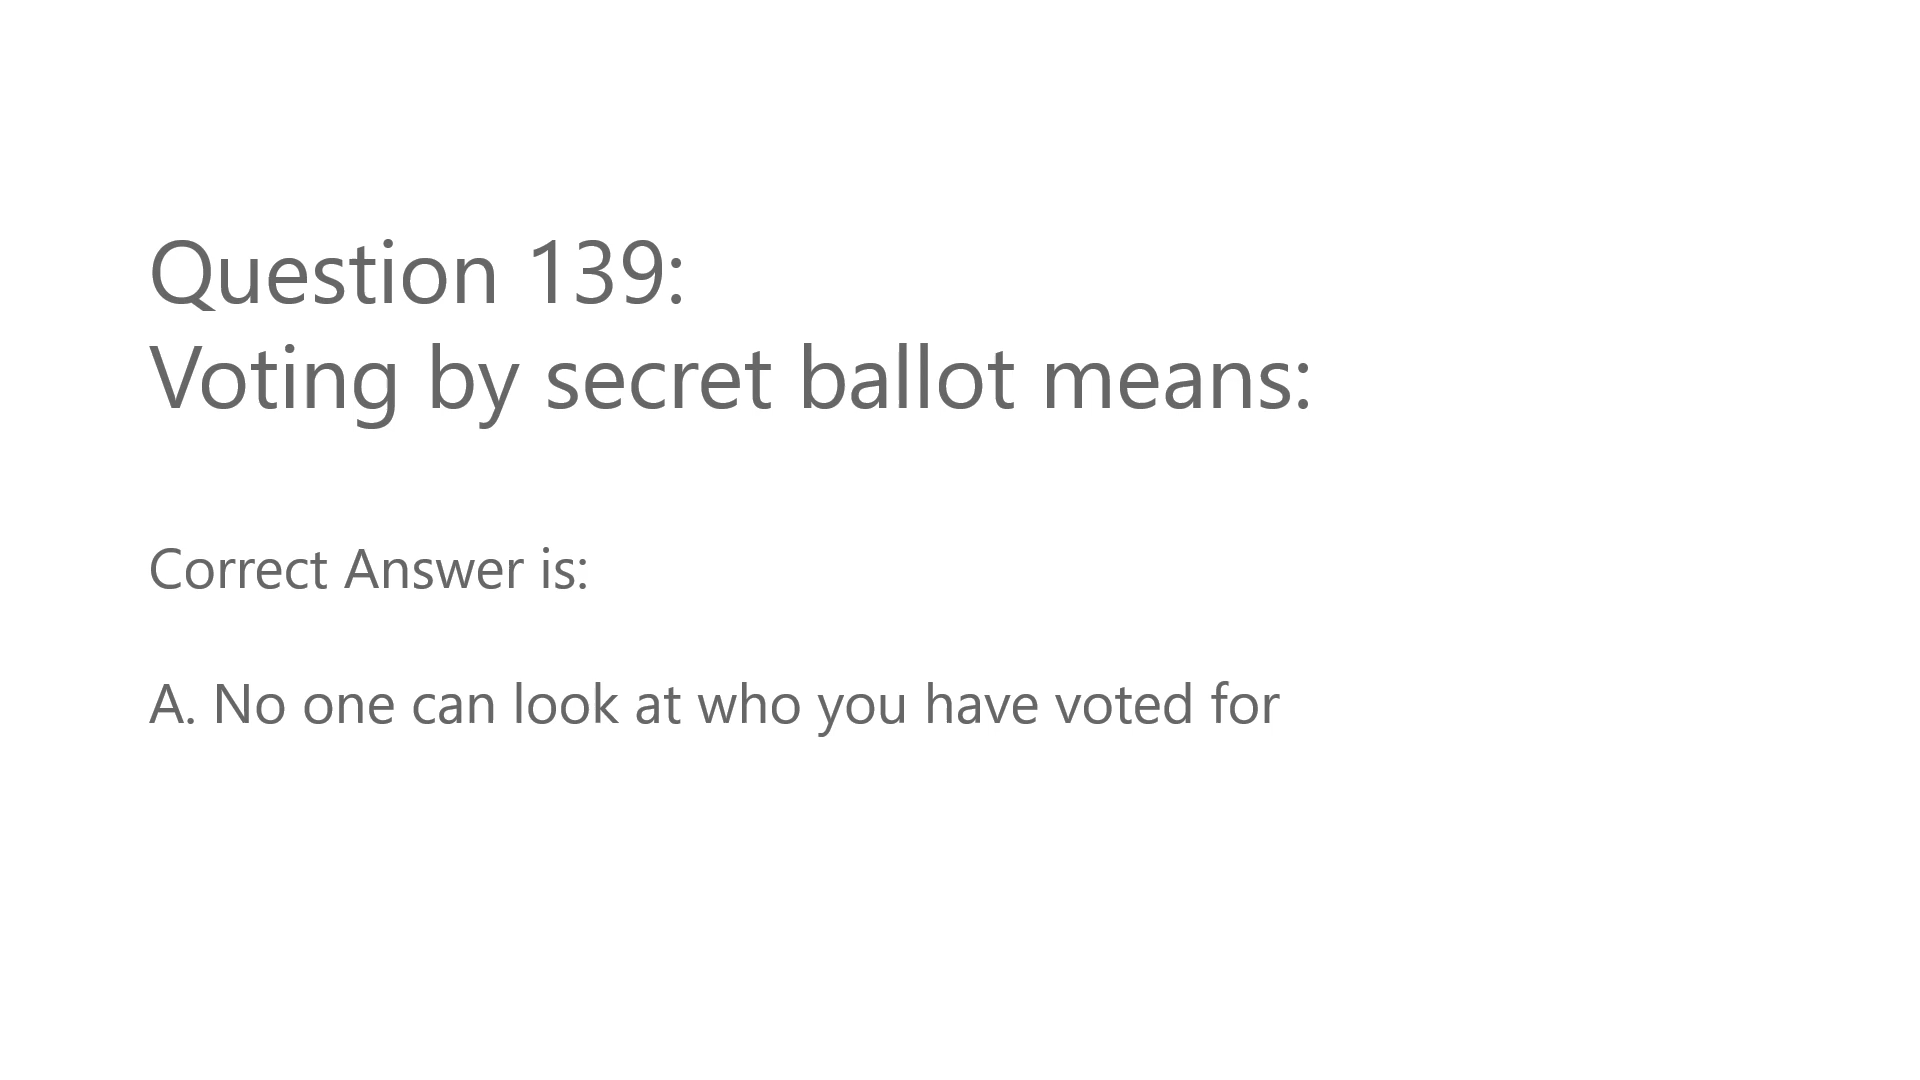 Question 139:
Voting by secret ballot means:
Correct Answer is:
A. No one can look at who you have voted for